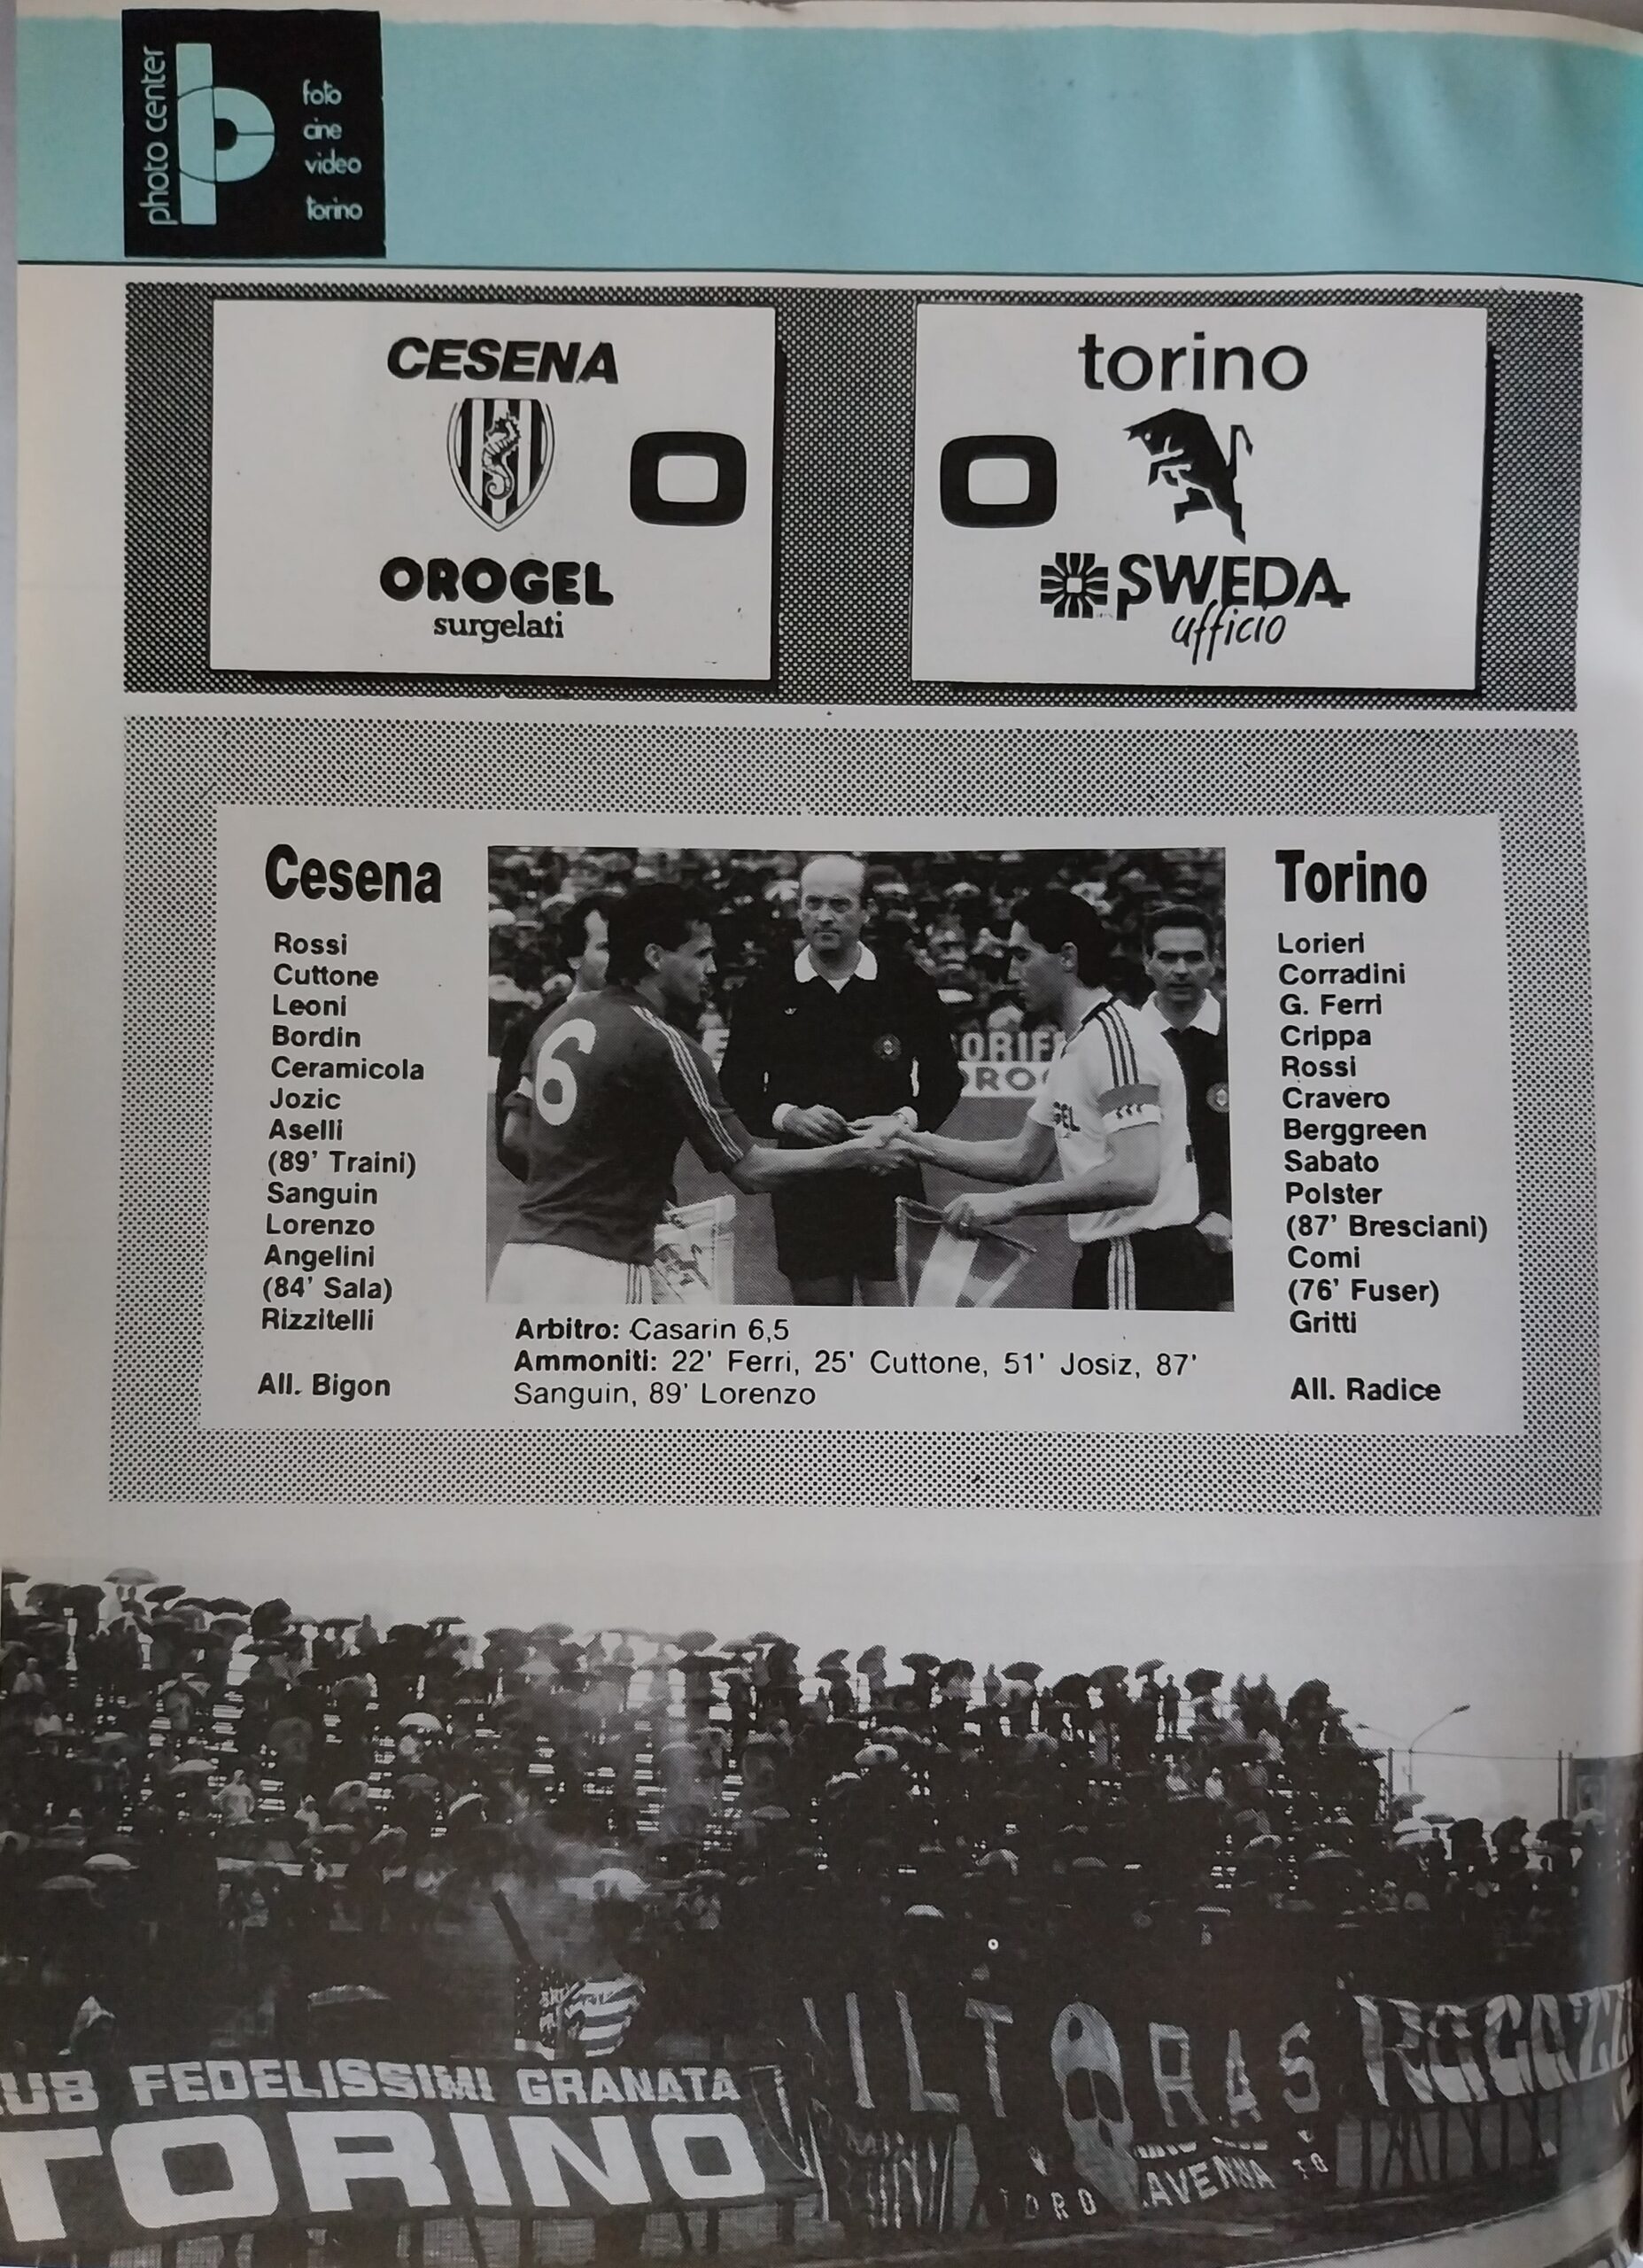 photo center
foto
cine
video
torino
CESENA
0
OROGEL
surgelati
torino
0
SWEDA
ufficio
Cesena
Rossi
Cuttone
Leoni
Bordin
Ceramicola
Jozic
Aselli
(89' Traini)
Sanguin
Lorenzo
Angelini
(84' Sala)
Rizzitelli
All. Bigon
6
Arbitro: Casarin 6,5
Ammoniti: 22' Ferri, 25' Cuttone, 51' Josiz, 87'
Sanguin, 89' Lorenzo
Torino
Lorieri
Corradini
G. Ferri
Crippa
Rossi
Cravero
Berggreen
Sabato
Polster
(87' Bresciani)
Comi
(76' Fuser)
Gritti
All. Radice
UB FEDELISSIMI GRANATA
TORINO
ULTRAS
TORO
RAVENNA